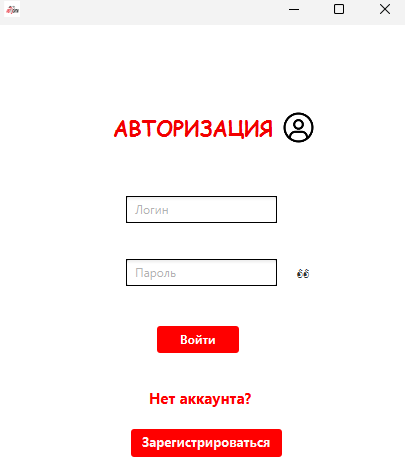 АВТОРИЗАЦИЯ
Логин
Пароль
Войти
Нет аккаунта?
Зарегистрироваться